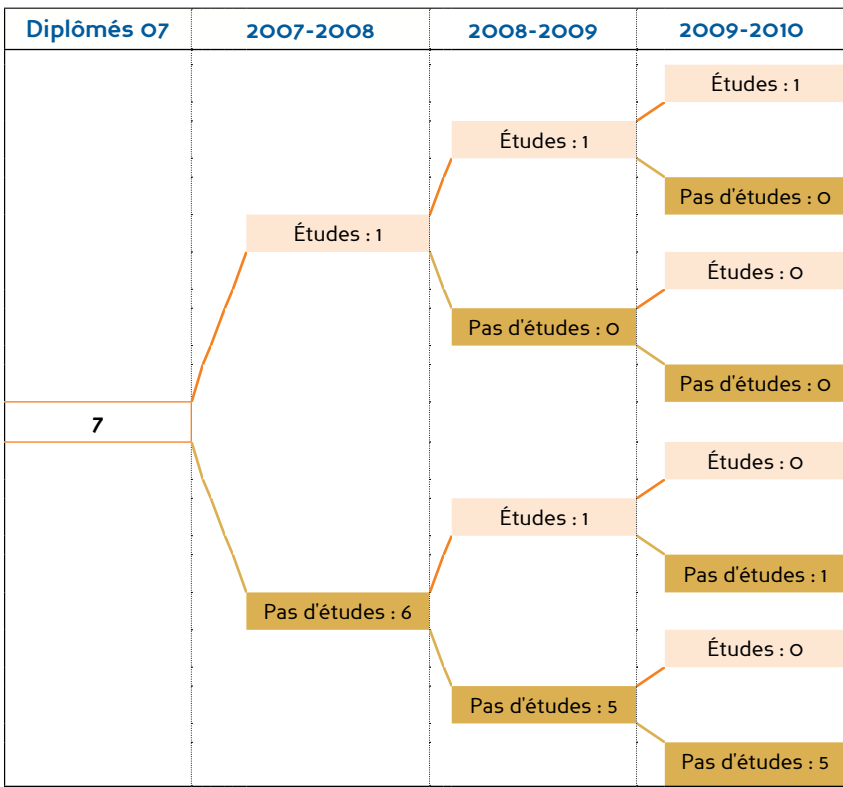 Diplômés 07 2007-2008 2008-2009 2009-2010
Études : 1
Études : 1
Pas d'études : 0
Études : 1
Études : 0
Pas d'études : 0
Pas d'études : 0
7
Études : 0
Études : 1
Pas d'études : 1
Pas d'études : 6
Études : 0
Pas d'études : 5
Pas d'études : 5